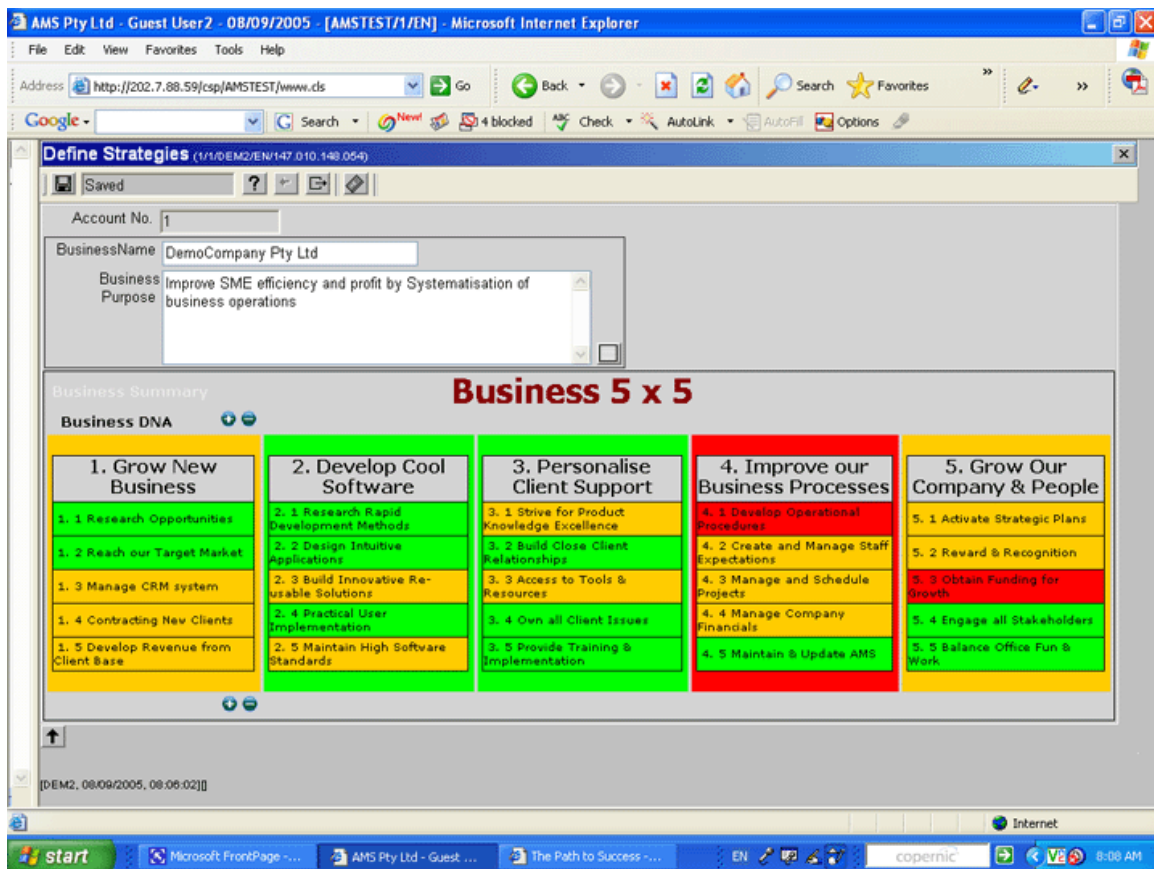 AMS Pty Ltd - Guest User2 - 08/09/2005 - [AMSTEST/1/EN] - Microsoft Internet Explorer
File Edit View Favorites Tools Help
Address http://202.7.88.59/csp/AMSTEST/www.cls Go Back Search Favorites
Google Search New! 4 blocked ABC Check AutoLink AutoFill Options
Define Strategies (1/1/DEM2/EN/147.010.148.054)
Saved ?
Account No. 1
BusinessName DemoCompany Pty Ltd
Business Purpose
Improve SME efficiency and profit by Systematisation of
business operations
Business Summary
Business 5 x 5
Business DNA
1. Grow New
Business
1. 1 Research Opportunities
1. 2 Reach our Target Market
1. 3 Manage CRM system
1. 4 Contracting New Clients
1. 5 Develop Revenue from
Client Base
2. Develop Cool
Software
2. 1 Research Rapid
Development Methods
2. 2 Design Intuitive
Applications
2. 3 Build Innovative Re-
usable Solutions
2. 4 Practical User
Implementation
2. 5 Maintain High Software
Standards
3. Personalise
Client Support
3. 1 Strive for Product
Knowledge Excellence
3. 2 Build Close Client
Relationships
3. 3 Access to Tools &
Resources
3. 4 Own all Client Issues
3. 5 Provide Training &
Implementation
4. Improve our
Business Processes
4. 1 Develop Operational
Procedures
4. 2 Create and Manage Staff
Expectations
4. 3 Manage and Schedule
Projects
4. 4 Manage Company
Financials
4. 5 Maintain & Update AMS
5. Grow Our
Company & People
5. 1 Activate Strategic Plans
5. 2 Reward & Recognition
5. 3 Obtain Funding for
Growth
5. 4 Engage all Stakeholders
5. 5 Balance Office Fun &
Work
[DEM2, 08/09/2005, 08:06:02][]
Internet
start Microsoft FrontPage -... AMS Pty Ltd - Guest ... The Path to Success -... EN copernic 8:08 AM